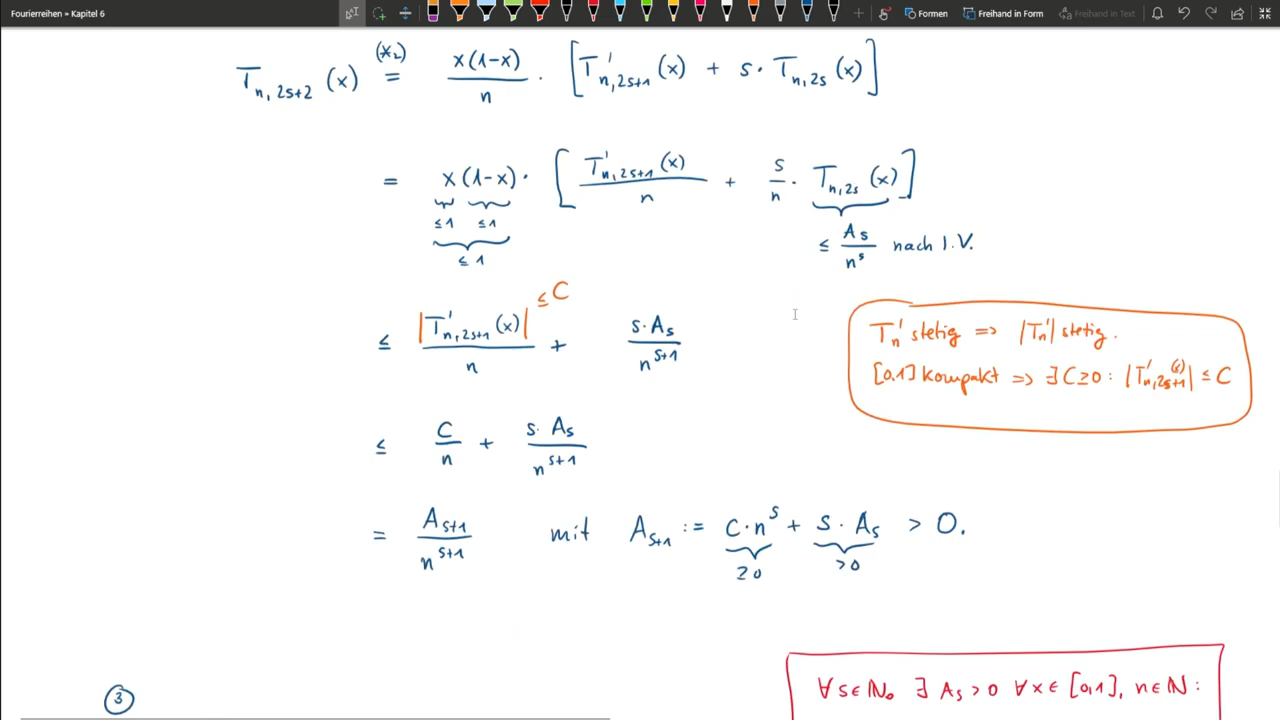 Fourierreihen » Kapitel 6
Formen Freihand in Form Freihand in Text
T_{n, 2s+2} (x) =^{(*_2)} x(1-x)/n · [T'_{n, 2s+1} (x) + s · T_{n, 2s} (x)]
= x(1-x) · [T'_{n, 2s+1} (x)/n + s/n · T_{n, 2s} (x)]
≤1 ≤1
≤1
≤ A_s/n^s nach I.V.
≤ |T'_{n, 2s+1} (x)|/n + s·A_s/n^{s+1}
≤ C
T_n' stetig => |T_n'| stetig.
[0,1] kompakt => ∃ C≥0 : |T'_{n, 2s+1}(x)| ≤ C
≤ C/n + s·A_s/n^{s+1}
= A_{s+1}/n^{s+1} mit A_{s+1} := C·n^s + s·A_s > 0.
≥0 >0
3
∀ s∈ℕ_0 ∃ A_s>0 ∀ x∈[0,1], n∈ℕ: